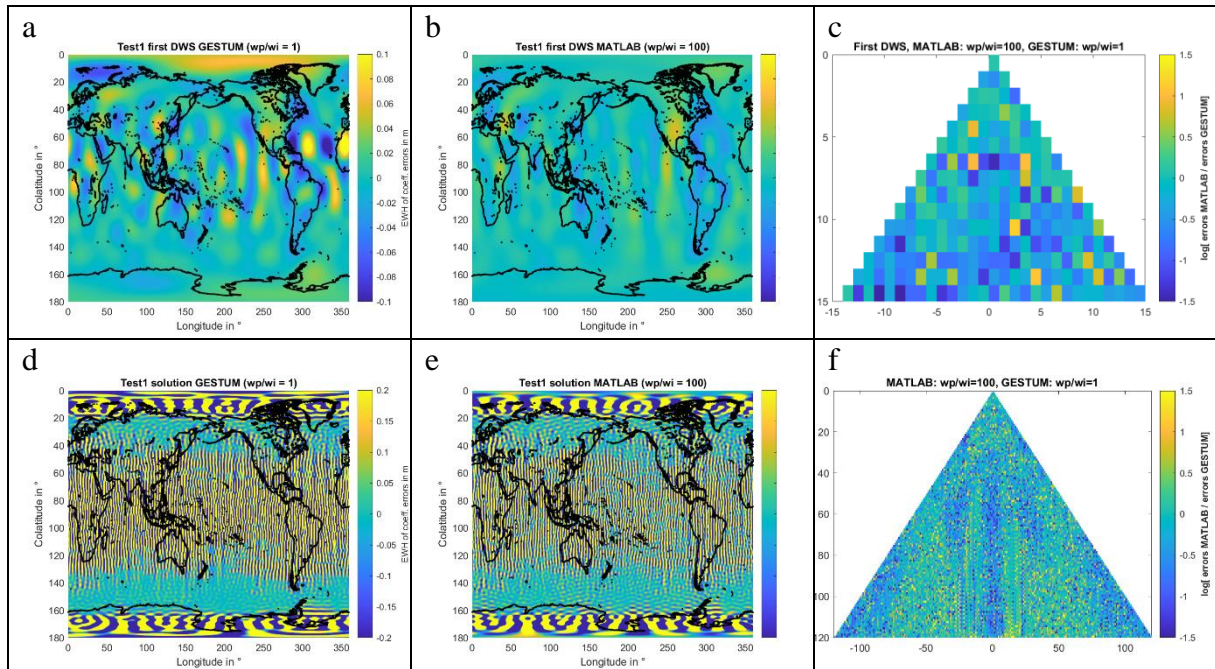 a
Test1 first DWS GESTUM (wp/wi = 1)
0
20
40
60
80
100
120
140
160
180
Colatitude in °
0 50 100 150 200 250 300 350
Longitude in °
0.1
0.08
0.06
0.04
0.02
0
-0.02
-0.04
-0.06
-0.08
-0.1
EWH of coeff. errors in m
b
Test1 first DWS MATLAB (wp/wi = 100)
0
20
40
60
80
100
120
140
160
180
Colatitude in °
0 50 100 150 200 250 300 350
Longitude in °
c
First DWS, MATLAB: wp/wi=100, GESTUM: wp/wi=1
0
5
10
15
-15 -10 -5 0 5 10 15
1.5
1
0.5
0
-0.5
-1
-1.5
log[ errors MATLAB / errors GESTUM]
d
Test1 solution GESTUM (wp/wi = 1)
0
20
40
60
80
100
120
140
160
180
Colatitude in °
0 50 100 150 200 250 300 350
Longitude in °
0.2
0.15
0.1
0.05
0
-0.05
-0.1
-0.15
-0.2
EWH of coeff. errors in m
e
Test1 solution MATLAB (wp/wi = 100)
0
20
40
60
80
100
120
140
160
180
Colatitude in °
0 50 100 150 200 250 300 350
Longitude in °
f
MATLAB: wp/wi=100, GESTUM: wp/wi=1
0
20
40
60
80
100
120
-100 -50 0 50 100
1.5
1
0.5
0
-0.5
-1
-1.5
log[ errors MATLAB / errors GESTUM]